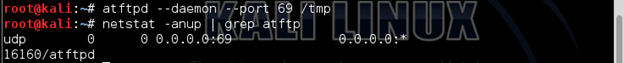 root@kali:~# atftpd --daemon --port 69 /tmp
root@kali:~# netstat -anup | grep atftp
udp        0      0 0.0.0.0:69              0.0.0.0:*
16160/atftpd
KALI LINUX